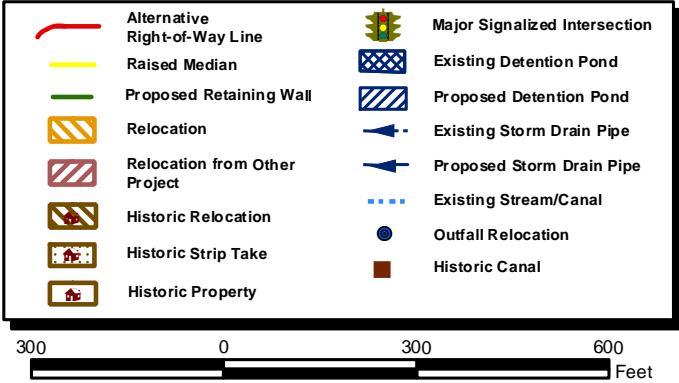 Alternative
Right-of-Way Line
Raised Median
Proposed Retaining Wall
Relocation
Relocation from Other
Project
Historic Relocation
Historic Strip Take
Historic Property
Major Signalized Intersection
Existing Detention Pond
Proposed Detention Pond
Existing Storm Drain Pipe
Proposed Storm Drain Pipe
Existing Stream/Canal
Outfall Relocation
Historic Canal
300 0 300 600
Feet